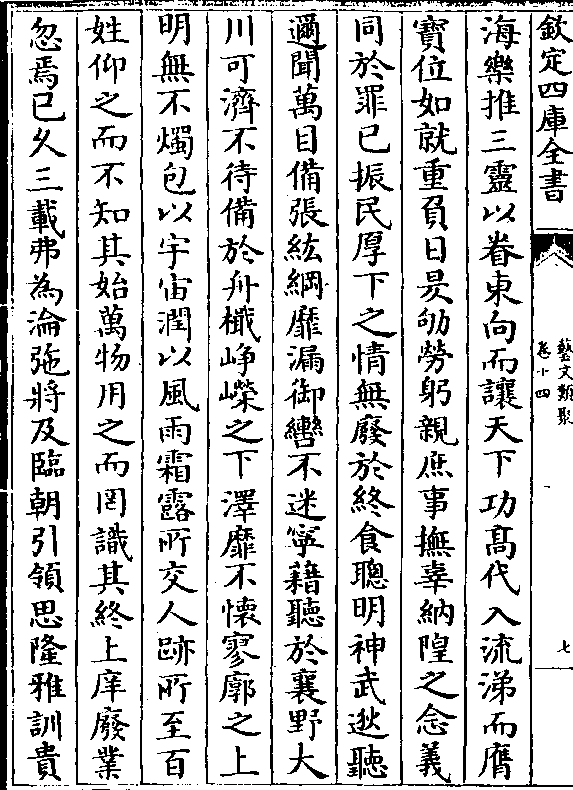 欽定四庫全書
藝文類聚
卷十四
七
海樂推三靈以眷東向而讓天下功髙代入流涕而膺
寶位如就重負日昃劬勞躬親庶事撫辜納隍之念義
同於罪已振民厚下之情無廢於終食聰明神武逖聽
邇聞萬目備張紘綱靡漏御轡不迷寜藉聽於襄野大
川可濟不待備於舟檝崢嶸之下澤靡不懷寥廓之上
明無不燭包以宇宙潤以風雨霜露所交人跡所至百
姓仰之而不知其始萬物用之而罔識其終上庠廢業
忽焉已乆三載弗為淪弛將及臨朝引領思隆雅訓貴